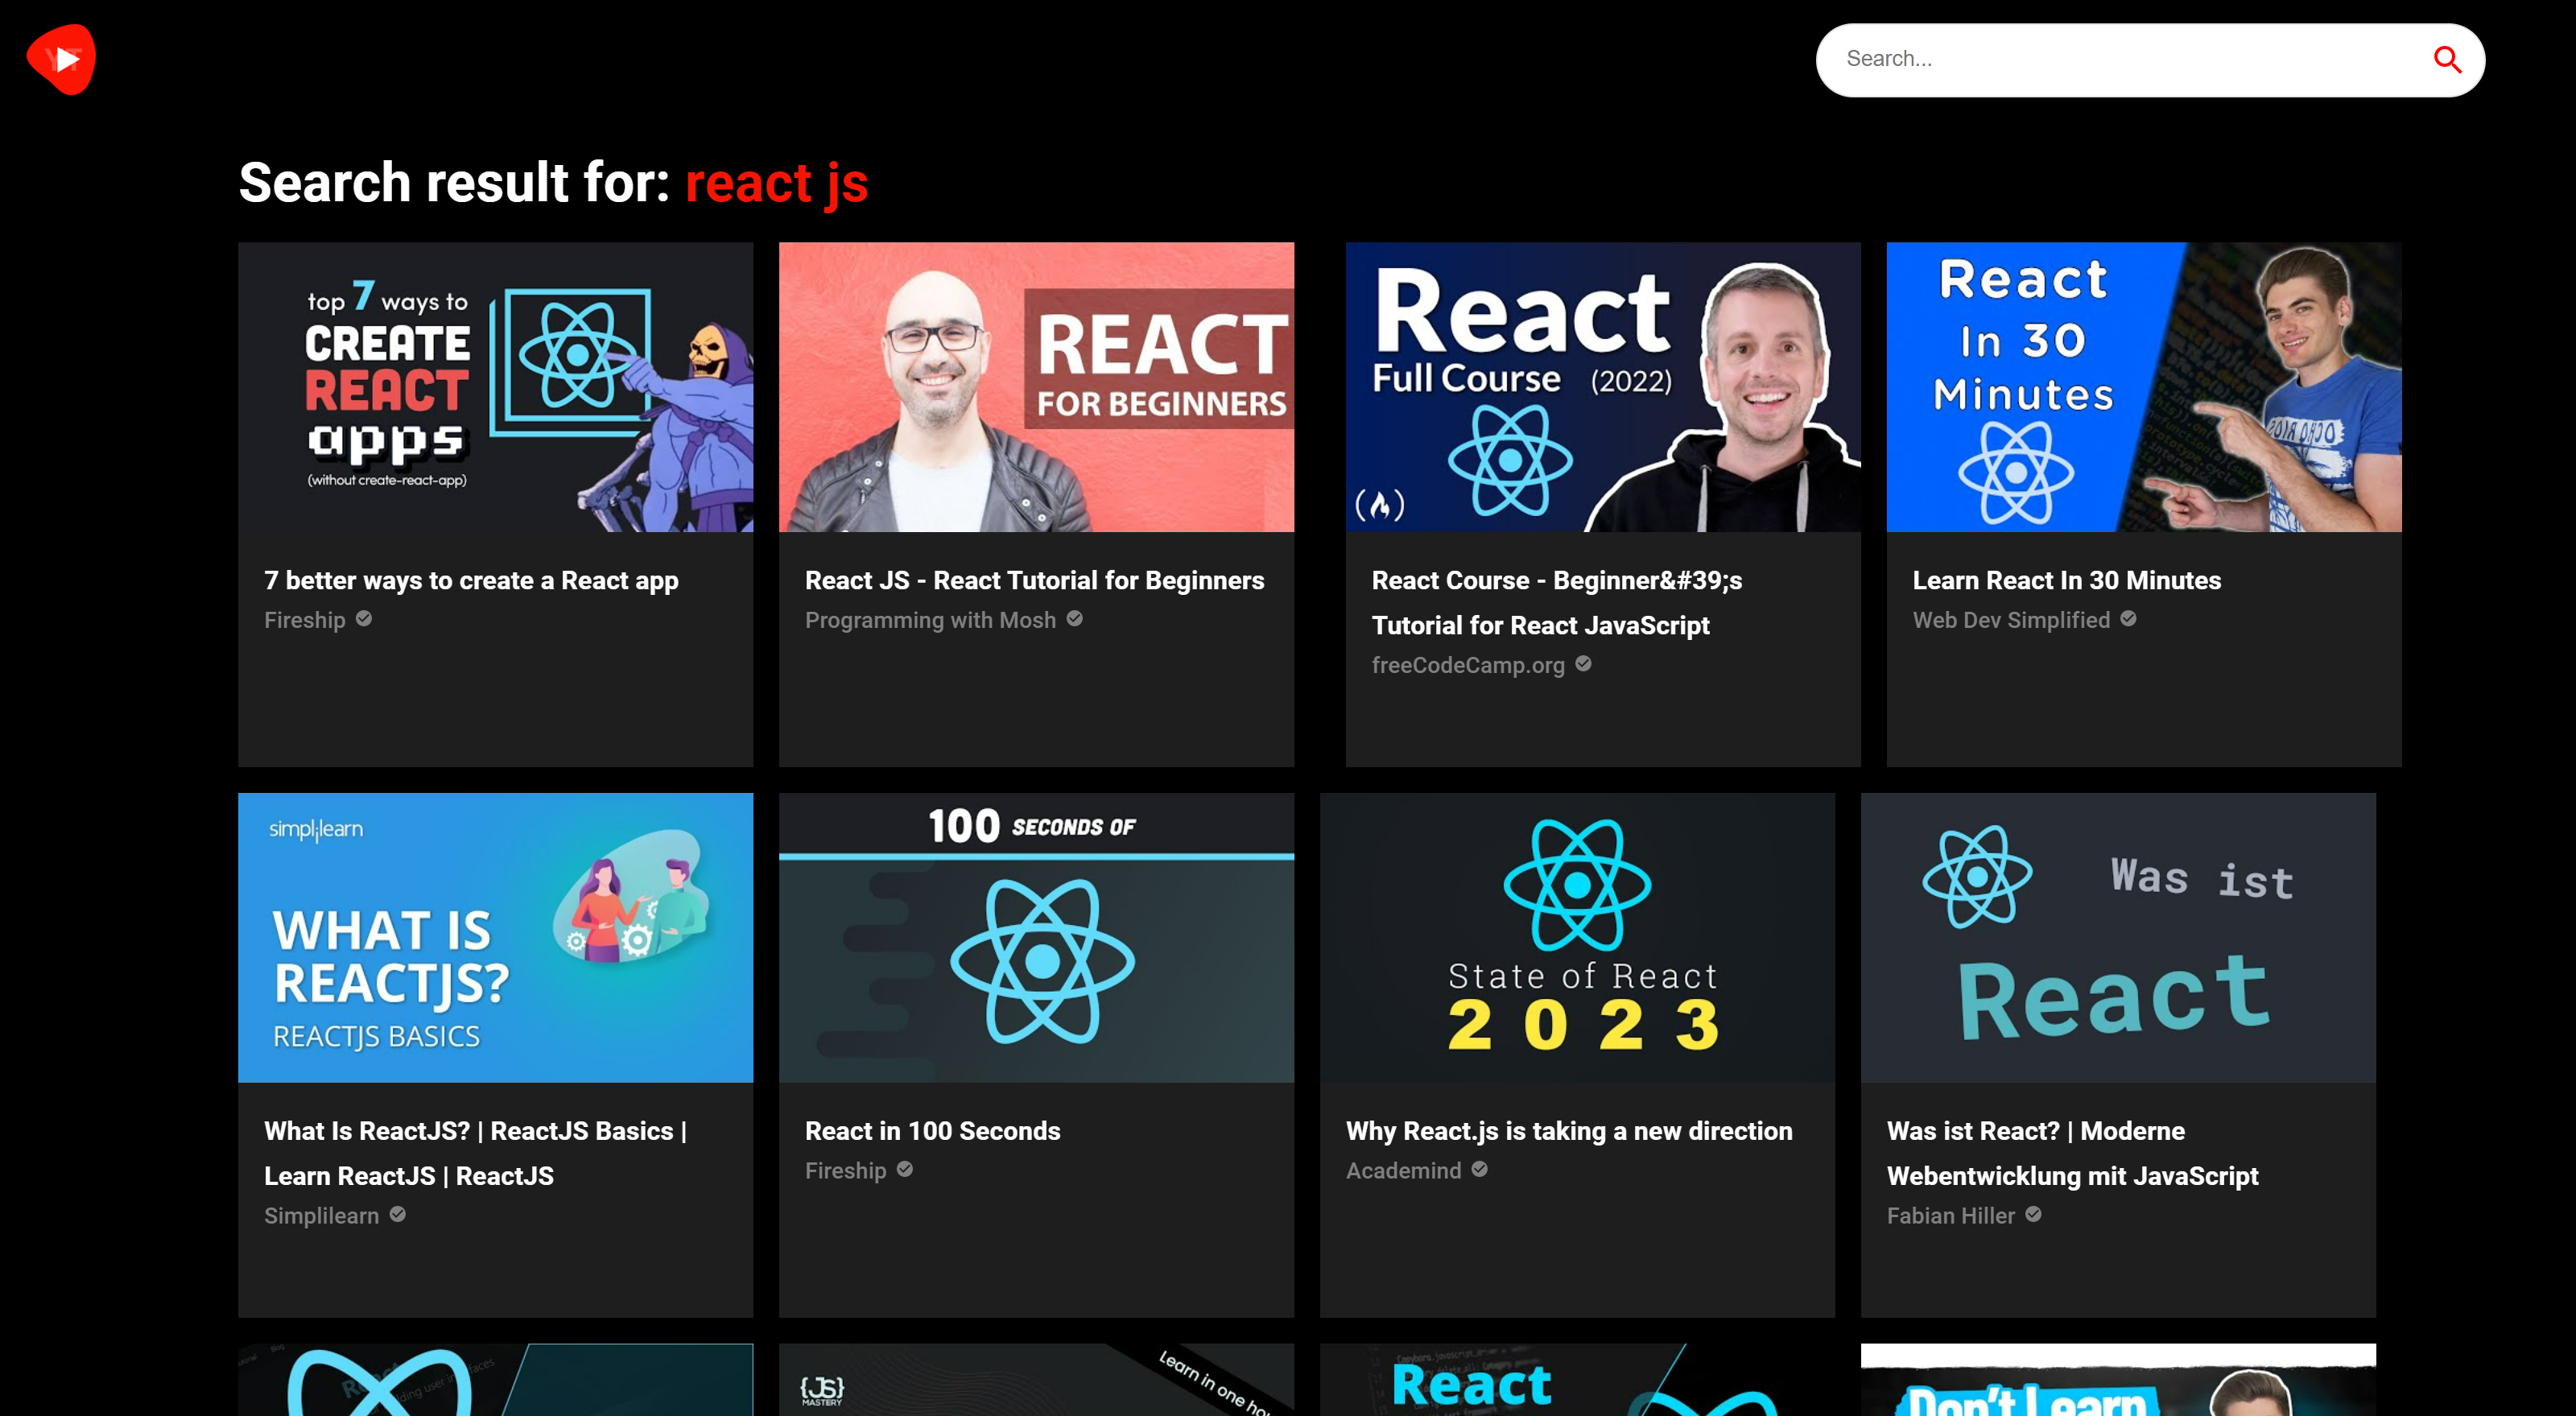 YT
Search...
Search result for: react js
top 7 ways to
CREATE
REACT
apps
(without create-react-app)
7 better ways to create a React app
Fireship
REACT
FOR BEGINNERS
React JS - React Tutorial for Beginners
Programming with Mosh
React
Full Course (2022)
React Course - Beginner&#39;s
Tutorial for React JavaScript
freeCodeCamp.org
React
In 30
Minutes
Learn React In 30 Minutes
Web Dev Simplified
simplilearn
WHAT IS
REACTJS?
REACTJS BASICS
What Is ReactJS? | ReactJS Basics |
Learn ReactJS | ReactJS
Simplilearn
100 SECONDS OF
React in 100 Seconds
Fireship
State of React
2023
Why React.js is taking a new direction
Academind
Was ist
React
Was ist React? | Moderne
Webentwicklung mit JavaScript
Fabian Hiller
Blog
{JS}
MASTERY
Learn in one
React
Don't Learn